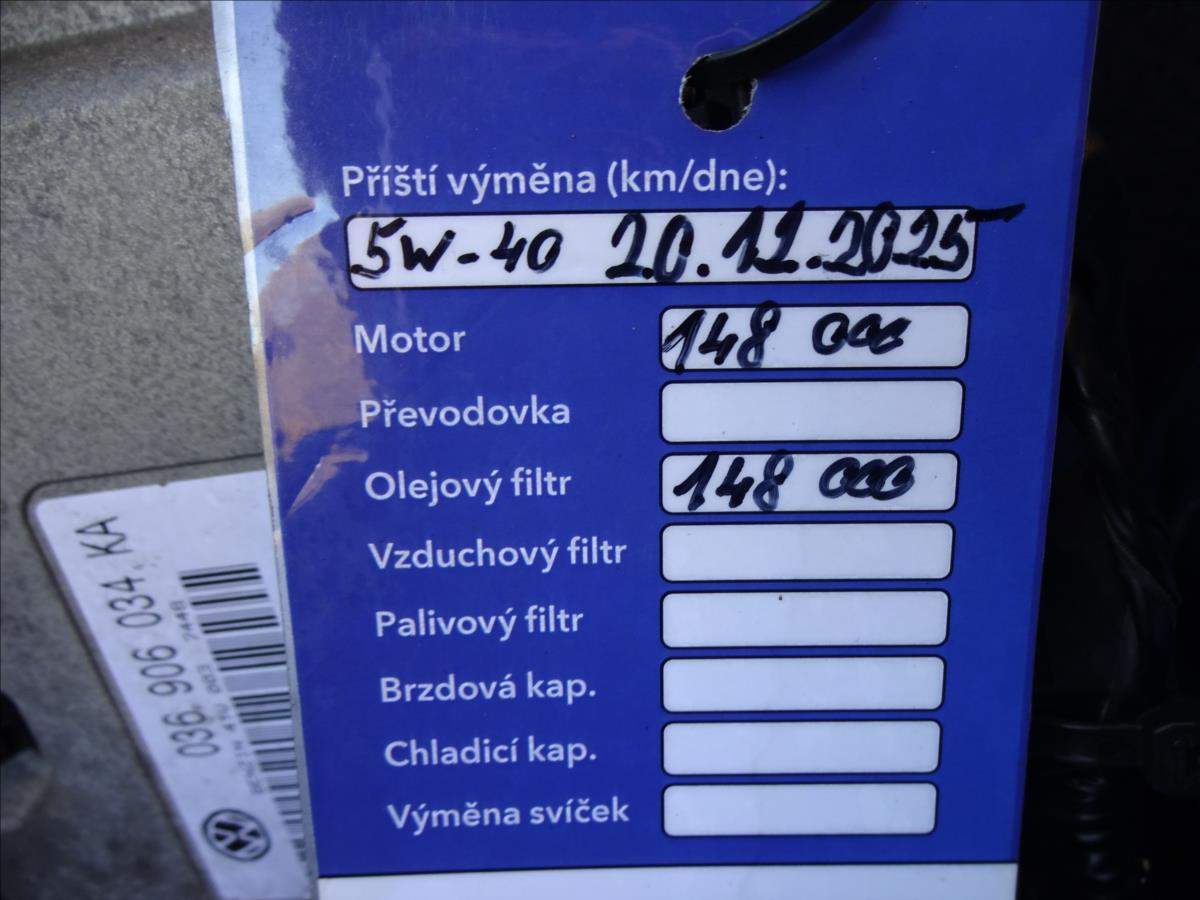 Příští výměna (km/dne):
5W-40 20.12.2025
Motor 148 000
Převodovka
Olejový filtr 148 000
Vzduchový filtr
Palivový filtr
Brzdová kap.
Chladicí kap.
Výměna svíček
036 906 034 KA